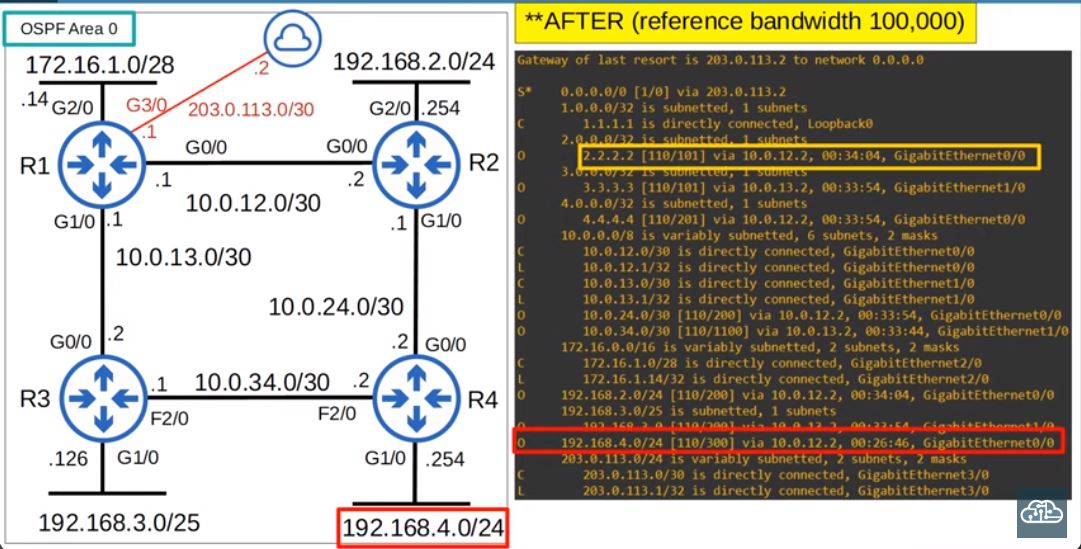 OSPF Area 0
172.16.1.0/28
.2
192.168.2.0/24
.14 G2/0
G3/0
203.0.113.0/30
G2/0 .254
.1
R1
G0/0
G0/0
R2
.1
.2
10.0.12.0/30
G1/0 .1
.1 G1/0
10.0.13.0/30
10.0.24.0/30
G0/0 .2
.2 G0/0
R3
.1
10.0.34.0/30
.2
R4
F2/0
F2/0
.126
G1/0
G1/0
.254
192.168.3.0/25
192.168.4.0/24
**AFTER (reference bandwidth 100,000)
Gateway of last resort is 203.0.113.2 to network 0.0.0.0
S* 0.0.0.0/0 [1/0] via 203.0.113.2
1.0.0.0/32 is subnetted, 1 subnets
C 1.1.1.1 is directly connected, Loopback0
2.0.0.0/32 is subnetted, 1 subnets
O 2.2.2.2 [110/101] via 10.0.12.2, 00:34:04, GigabitEthernet0/0
3.0.0.0/32 is subnetted, 1 subnets
O 3.3.3.3 [110/101] via 10.0.13.2, 00:33:54, GigabitEthernet1/0
4.0.0.0/32 is subnetted, 1 subnets
O 4.4.4.4 [110/201] via 10.0.12.2, 00:33:54, GigabitEthernet0/0
10.0.0.0/8 is variably subnetted, 6 subnets, 2 masks
C 10.0.12.0/30 is directly connected, GigabitEthernet0/0
L 10.0.12.1/32 is directly connected, GigabitEthernet0/0
C 10.0.13.0/30 is directly connected, GigabitEthernet1/0
L 10.0.13.1/32 is directly connected, GigabitEthernet1/0
O 10.0.24.0/30 [110/200] via 10.0.12.2, 00:33:54, GigabitEthernet0/0
O 10.0.34.0/30 [110/1100] via 10.0.13.2, 00:33:44, GigabitEthernet1/0
172.16.0.0/16 is variably subnetted, 2 subnets, 2 masks
C 172.16.1.0/28 is directly connected, GigabitEthernet2/0
L 172.16.1.14/32 is directly connected, GigabitEthernet2/0
O 192.168.2.0/24 [110/200] via 10.0.12.2, 00:34:04, GigabitEthernet0/0
192.168.3.0/25 is subnetted, 1 subnets
O 192.168.3.0 [110/200] via 10.0.13.2, 00:33:54, GigabitEthernet1/0
O 192.168.4.0/24 [110/300] via 10.0.12.2, 00:26:46, GigabitEthernet0/0
203.0.113.0/24 is variably subnetted, 2 subnets, 2 masks
C 203.0.113.0/30 is directly connected, GigabitEthernet3/0
L 203.0.113.1/32 is directly connected, GigabitEthernet3/0